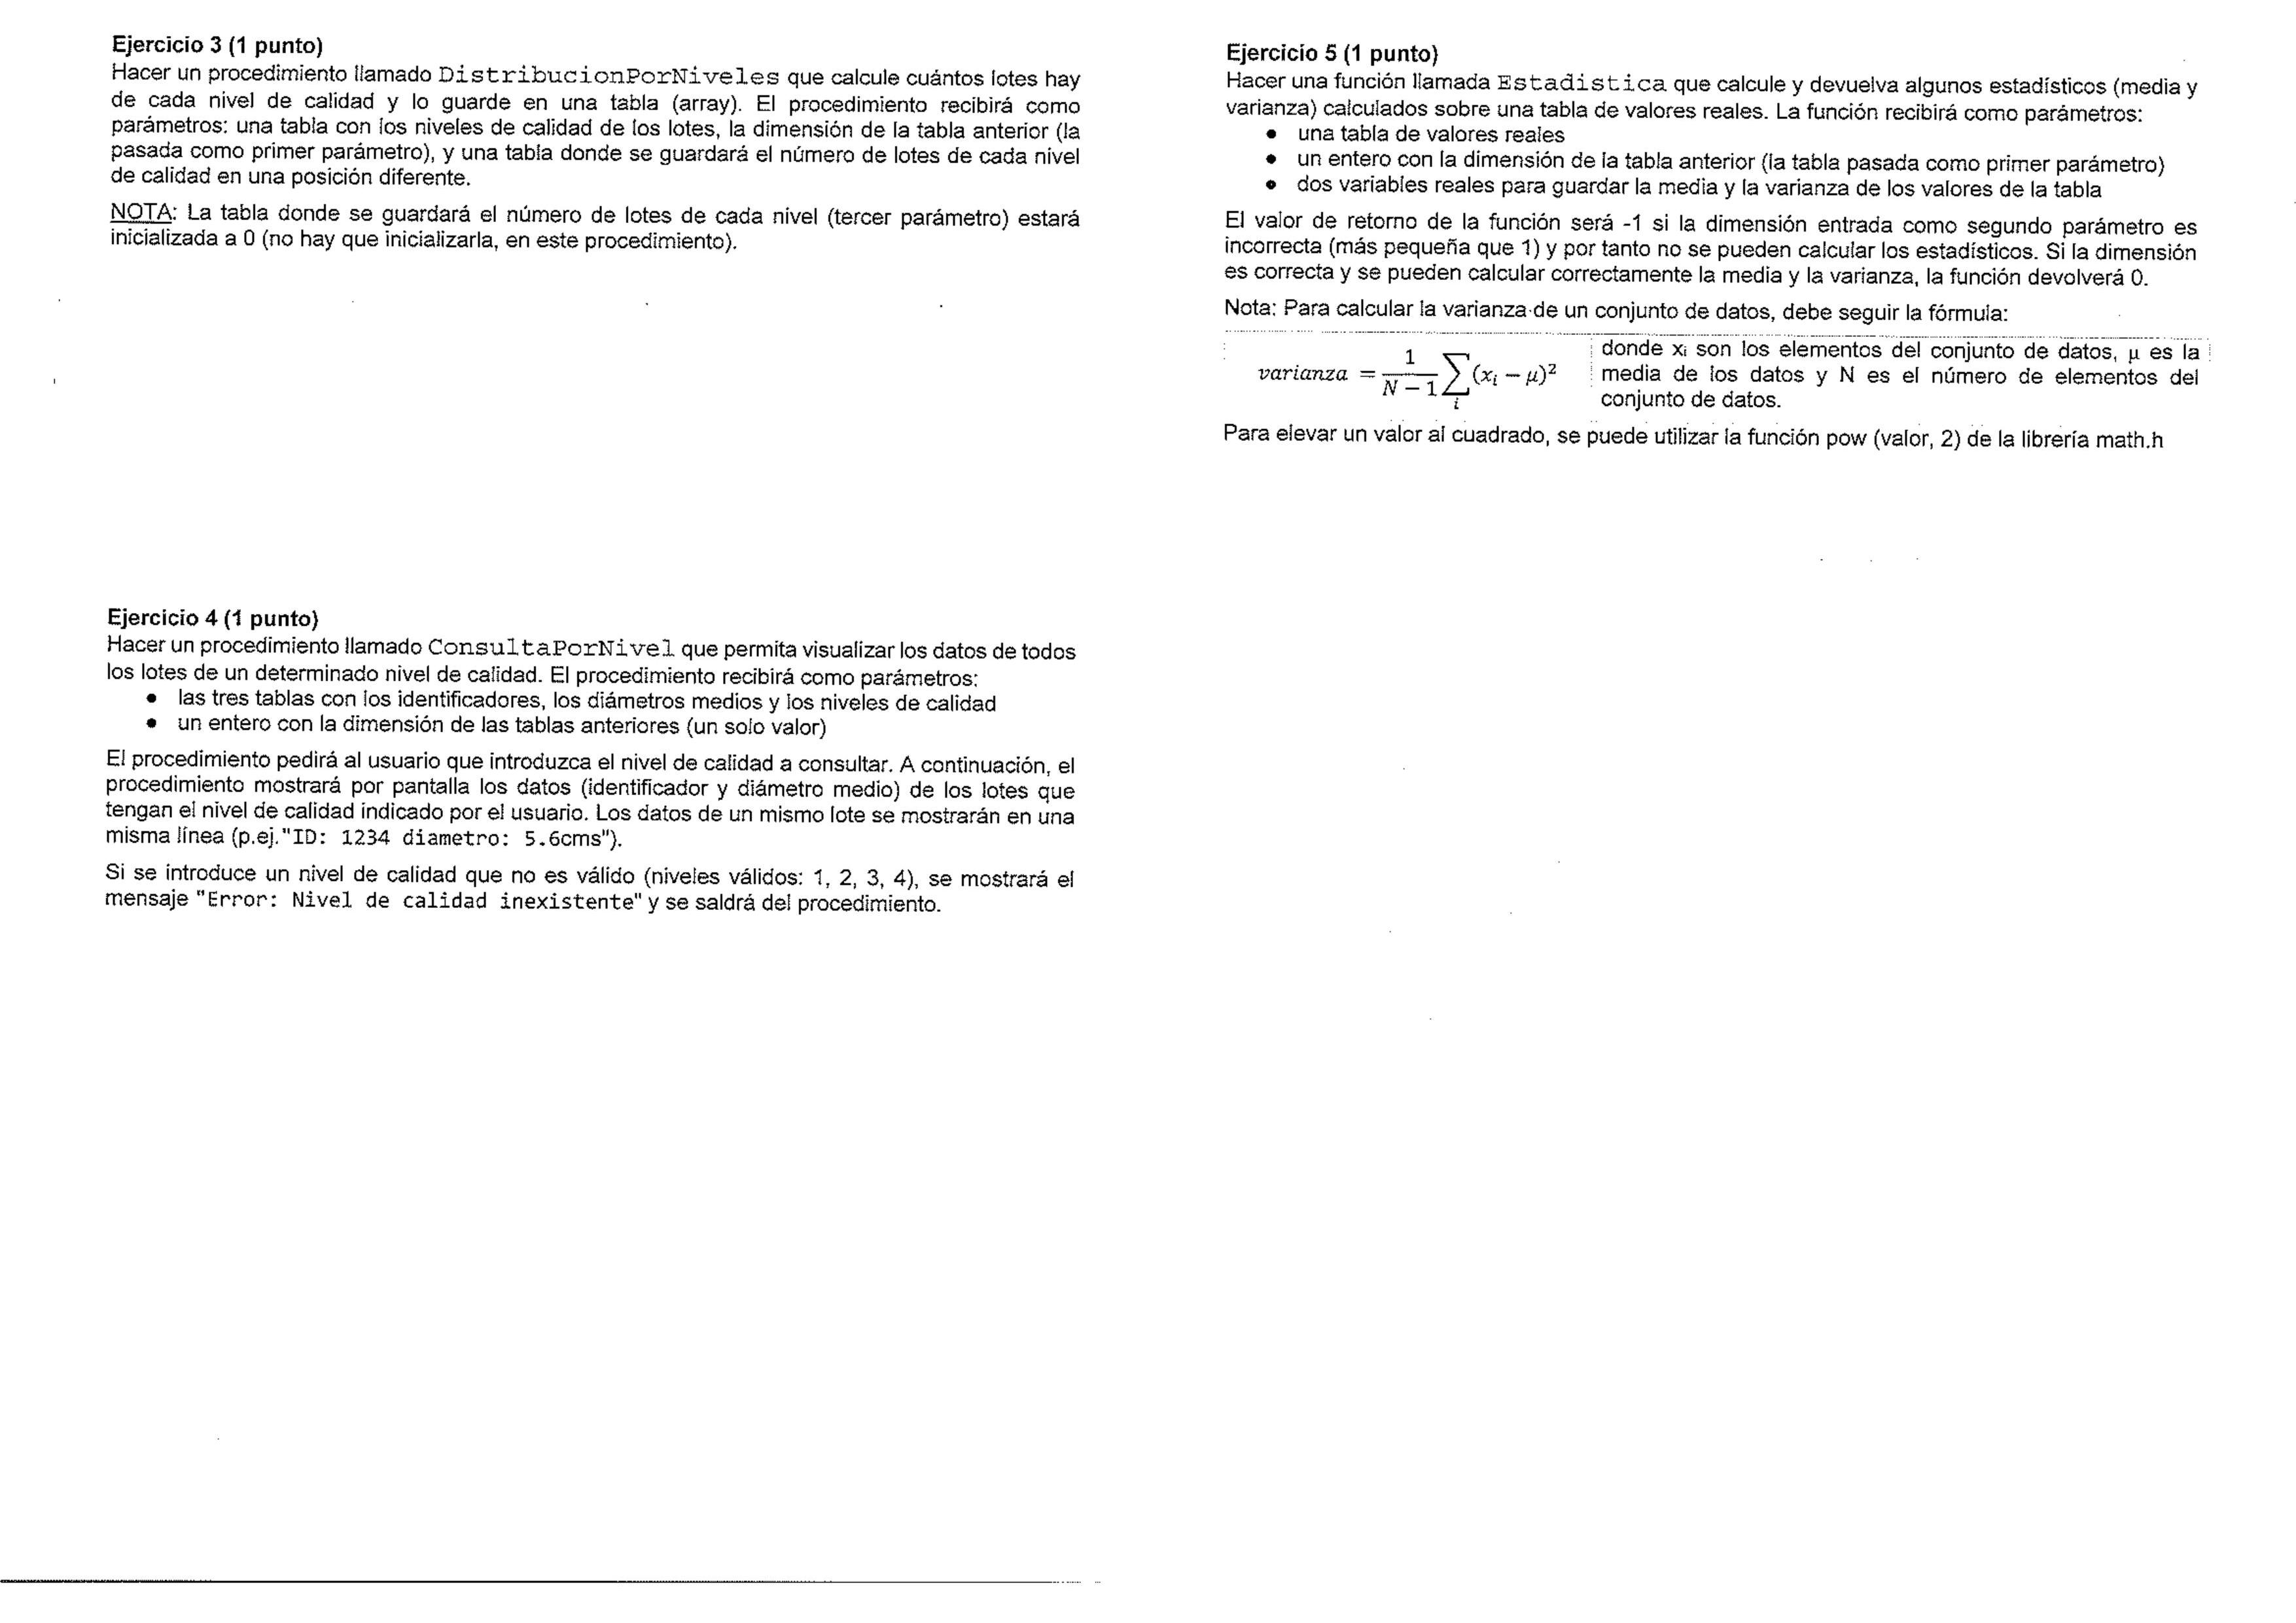 Ejercicio 3 (1 punto)
Hacer un procedimiento llamado DistribucionPorNiveles que calcule cuántos lotes hay
de cada nivel de calidad y lo guarde en una tabla (array). El procedimiento recibirá como
parámetros: una tabla con los niveles de calidad de los lotes, la dimensión de la tabla anterior (la
pasada como primer parámetro), y una tabla donde se guardará el número de lotes de cada nivel
de calidad en una posición diferente.
NOTA: La tabla donde se guardará el número de lotes de cada nivel (tercer parámetro) estará
inicializada a 0 (no hay que inicializarla, en este procedimiento).
Ejercicio 4 (1 punto)
Hacer un procedimiento llamado ConsultaPorNivel que permita visualizar los datos de todos
los lotes de un determinado nivel de calidad. El procedimiento recibirá como parámetros:
• las tres tablas con los identificadores, los diámetros medios y los niveles de calidad
• un entero con la dimensión de las tablas anteriores (un solo valor)
El procedimiento pedirá al usuario que introduzca el nivel de calidad a consultar. A continuación, el
procedimiento mostrará por pantalla los datos (identificador y diámetro medio) de los lotes que
tengan el nivel de calidad indicado por el usuario. Los datos de un mismo lote se mostrarán en una
misma línea (p.ej."ID: 1234 diametro: 5.6cms").
Si se introduce un nivel de calidad que no es válido (niveles válidos: 1, 2, 3, 4), se mostrará el
mensaje "Error: Nivel de calidad inexistente" y se saldrá del procedimiento.
Ejercicio 5 (1 punto)
Hacer una función llamada Estadistica que calcule y devuelva algunos estadísticos (media y
varianza) calculados sobre una tabla de valores reales. La función recibirá como parámetros:
• una tabla de valores reales
• un entero con la dimensión de la tabla anterior (la tabla pasada como primer parámetro)
• dos variables reales para guardar la media y la varianza de los valores de la tabla
El valor de retorno de la función será -1 si la dimensión entrada como segundo parámetro es
incorrecta (más pequeña que 1) y por tanto no se pueden calcular los estadísticos. Si la dimensión
es correcta y se pueden calcular correctamente la media y la varianza, la función devolverá 0.
Nota: Para calcular la varianza de un conjunto de datos, debe seguir la fórmula:
varianza = 1/(N − 1) ∑i (xi − μ)²
donde xi son los elementos del conjunto de datos, μ es la
media de los datos y N es el número de elementos del
conjunto de datos.
Para elevar un valor al cuadrado, se puede utilizar la función pow (valor, 2) de la librería math.h